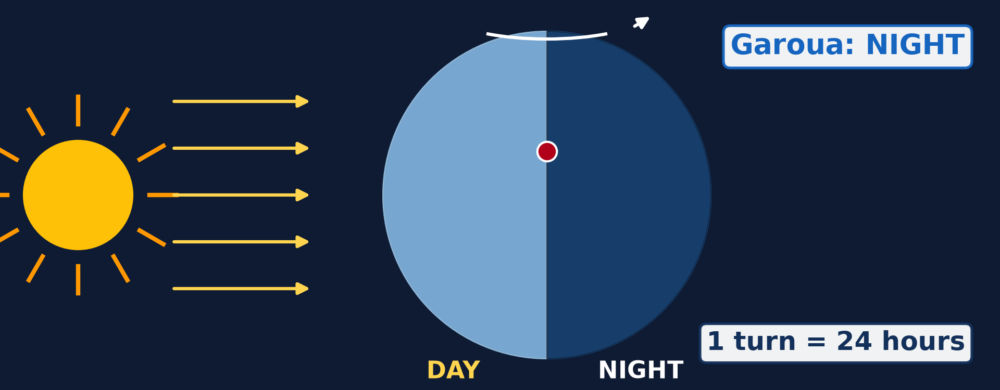 Garoua: NIGHT
1 turn = 24 hours
DAY
NIGHT